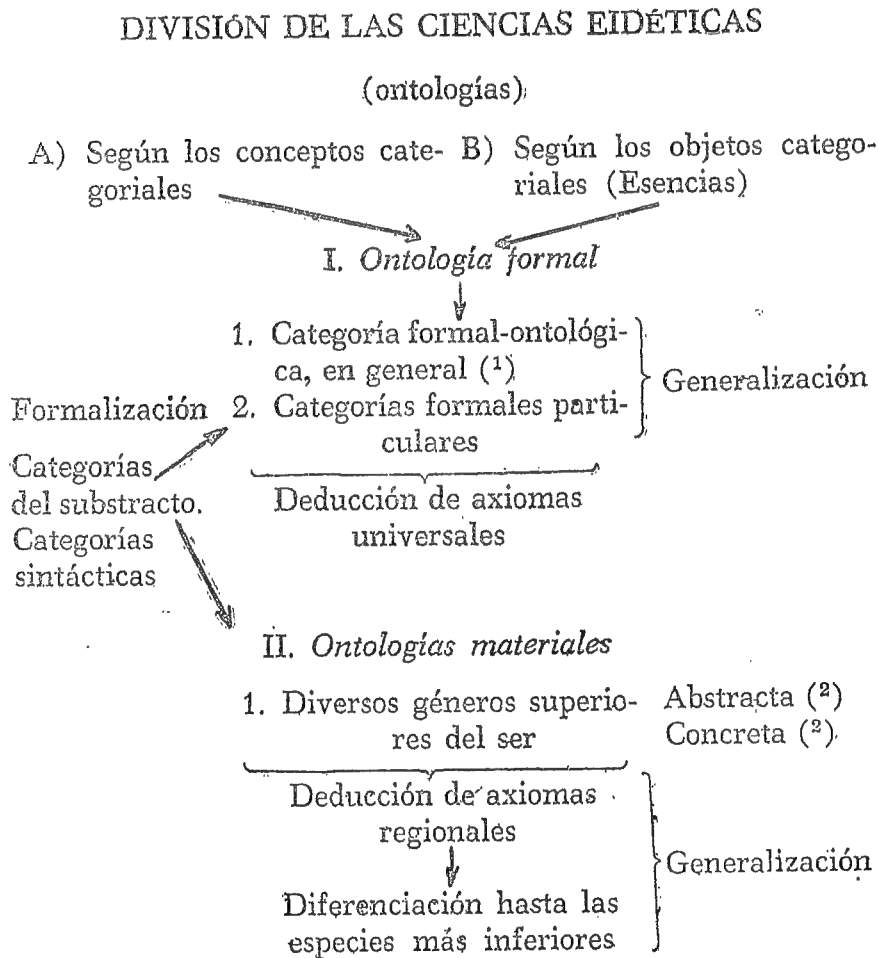 DIVISIÓN DE LAS CIENCIAS EIDÉTICAS
(ontologías)
A) Según los conceptos cate-
goriales
B) Según los objetos catego-
riales (Esencias)
I. Ontología formal
1. Categoría formal-ontológi-
ca, en general (¹)
2. Categorías formales parti-
culares
Generalización
Formalización
Categorías
del substracto.
Categorías
sintácticas
Deducción de axiomas
universales
II. Ontologías materiales
1. Diversos géneros superio-
res del ser
Abstracta (²)
Concreta (²)
Deducción de axiomas
regionales
Diferenciación hasta las
especies más inferiores
Generalización